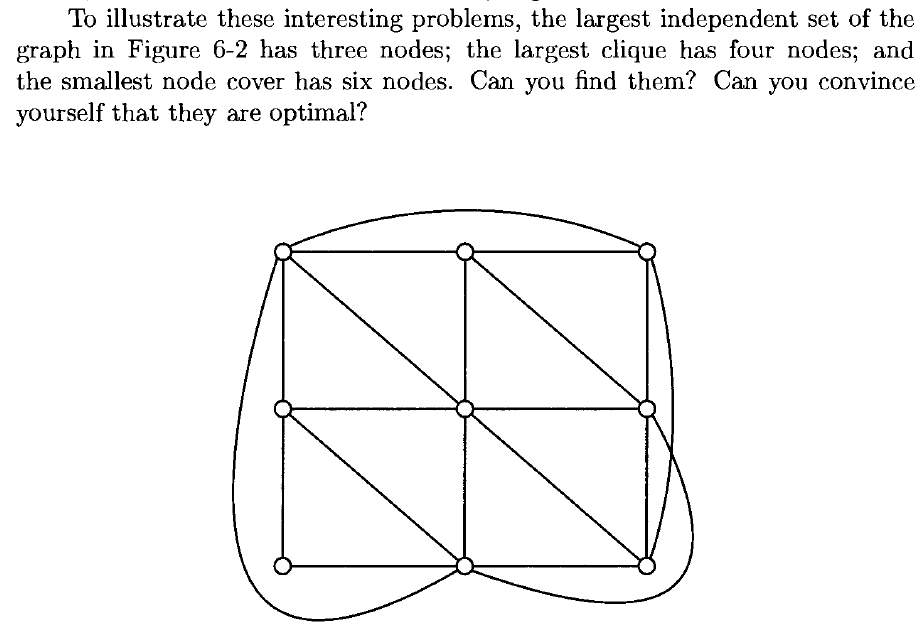 To illustrate these interesting problems, the largest independent set of the
graph in Figure 6-2 has three nodes; the largest clique has four nodes; and
the smallest node cover has six nodes. Can you find them? Can you convince
yourself that they are optimal?